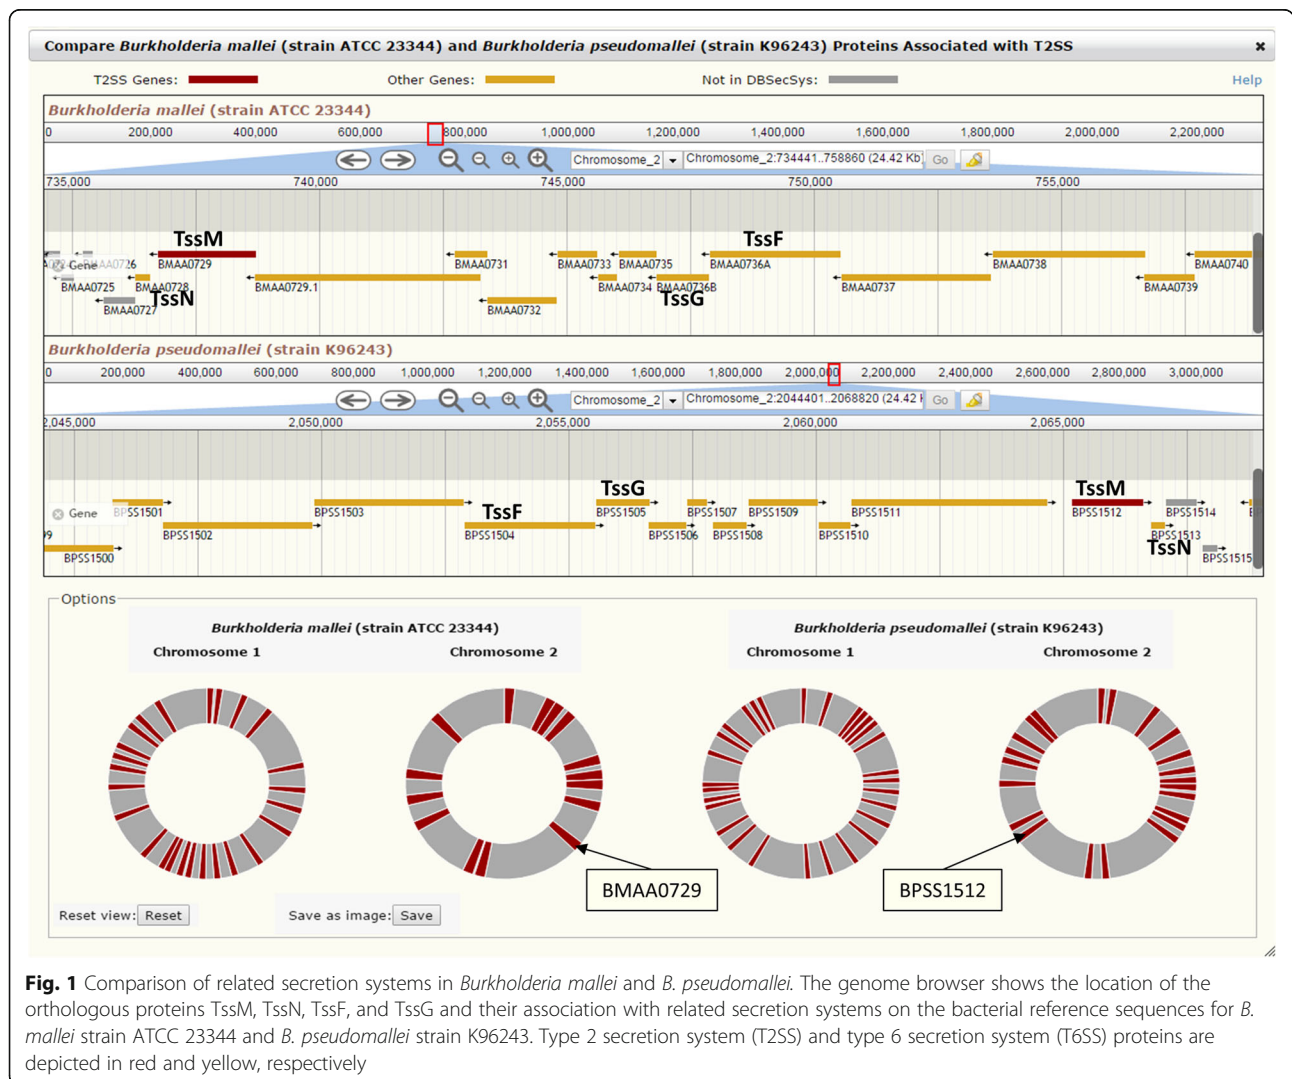 Compare Burkholderia mallei (strain ATCC 23344) and Burkholderia pseudomallei (strain K96243) Proteins Associated with T2SS
T2SS Genes: Other Genes: Not in DBSecSys: Help
Burkholderia mallei (strain ATCC 23344)
0 200,000 400,000 600,000 800,000 1,000,000 1,200,000 1,400,000 1,600,000 1,800,000 2,000,000 2,200,000
Chromosome_2 Chromosome_2:734441..758860 (24.42 Kb) Go
735,000 740,000 745,000 750,000 755,000
TssM TssF
BMAA0726 BMAA0729 BMAA0731 BMAA0733 BMAA0735 BMAA0736A BMAA0738 BMAA0740
Gene
BMAA0725 BMAA0728 BMAA0729.1 BMAA0734 BMAA0736B BMAA0737 BMAA0739
TssN TssG
BMAA0727 BMAA0732
Burkholderia pseudomallei (strain K96243)
0 200,000 400,000 600,000 800,000 1,000,000 1,200,000 1,400,000 1,600,000 1,800,000 2,000,000 2,200,000 2,400,000 2,600,000 2,800,000 3,000,000
Chromosome_2 Chromosome_2:2044401..2068820 (24.42 Go
2,045,000 2,050,000 2,055,000 2,060,000 2,065,000
TssG TssM
Gene BPSS1501 BPSS1503 TssF BPSS1505 BPSS1507 BPSS1509 BPSS1511 BPSS1512 BPSS1514
99 BPSS1502 BPSS1504 BPSS1506 BPSS1508 BPSS1510 BPSS1513
BPSS1500 TssN BPSS1515
Options
Burkholderia mallei (strain ATCC 23344) Burkholderia pseudomallei (strain K96243)
Chromosome 1 Chromosome 2 Chromosome 1 Chromosome 2
BMAA0729 BPSS1512
Reset view: Reset Save as image: Save
Fig. 1 Comparison of related secretion systems in Burkholderia mallei and B. pseudomallei. The genome browser shows the location of the
orthologous proteins TssM, TssN, TssF, and TssG and their association with related secretion systems on the bacterial reference sequences for B.
mallei strain ATCC 23344 and B. pseudomallei strain K96243. Type 2 secretion system (T2SS) and type 6 secretion system (T6SS) proteins are
depicted in red and yellow, respectively